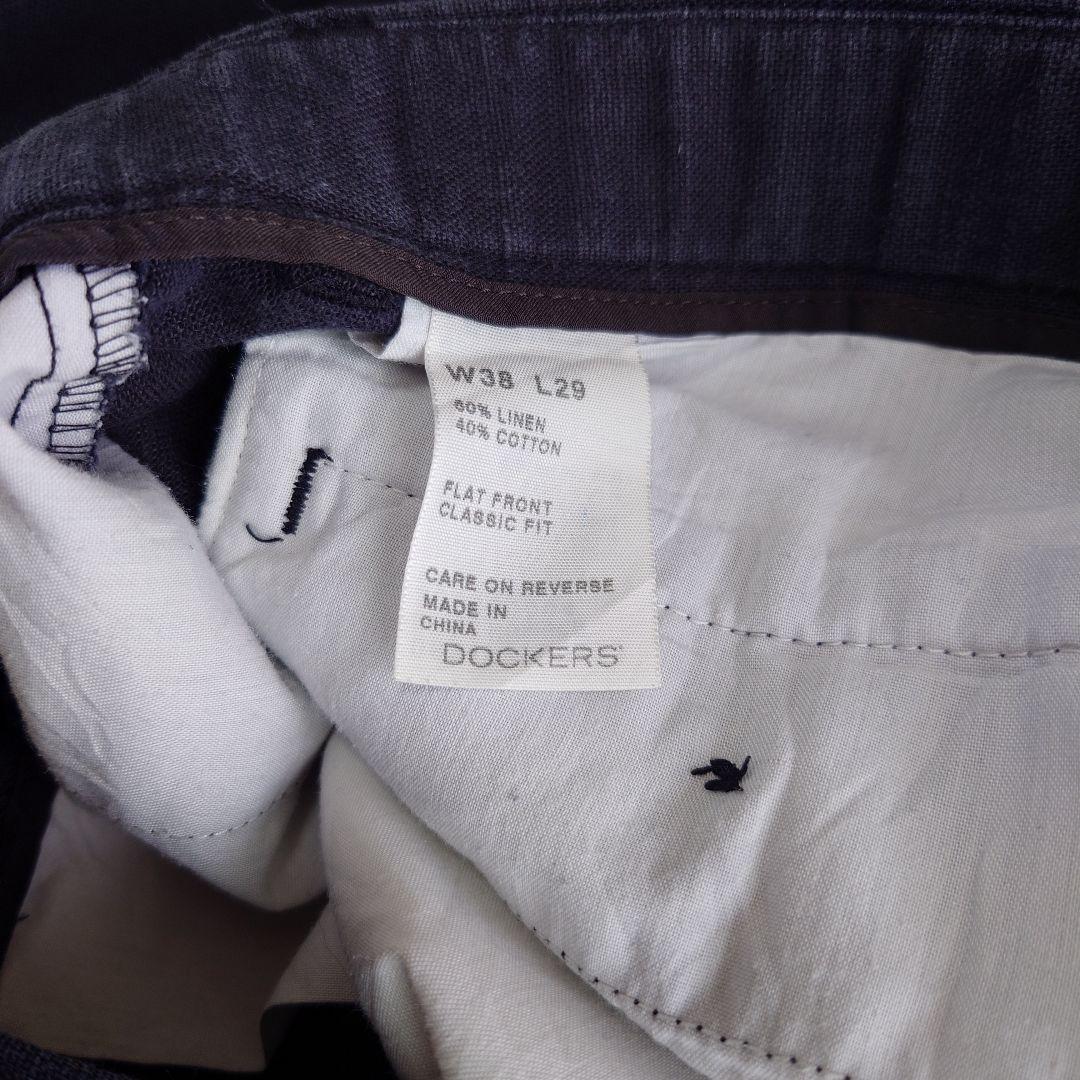 W38 L29
60% LINEN
40% COTTON
FLAT FRONT
CLASSIC FIT
CARE ON REVERSE
MADE IN
CHINA
DOCKERS®